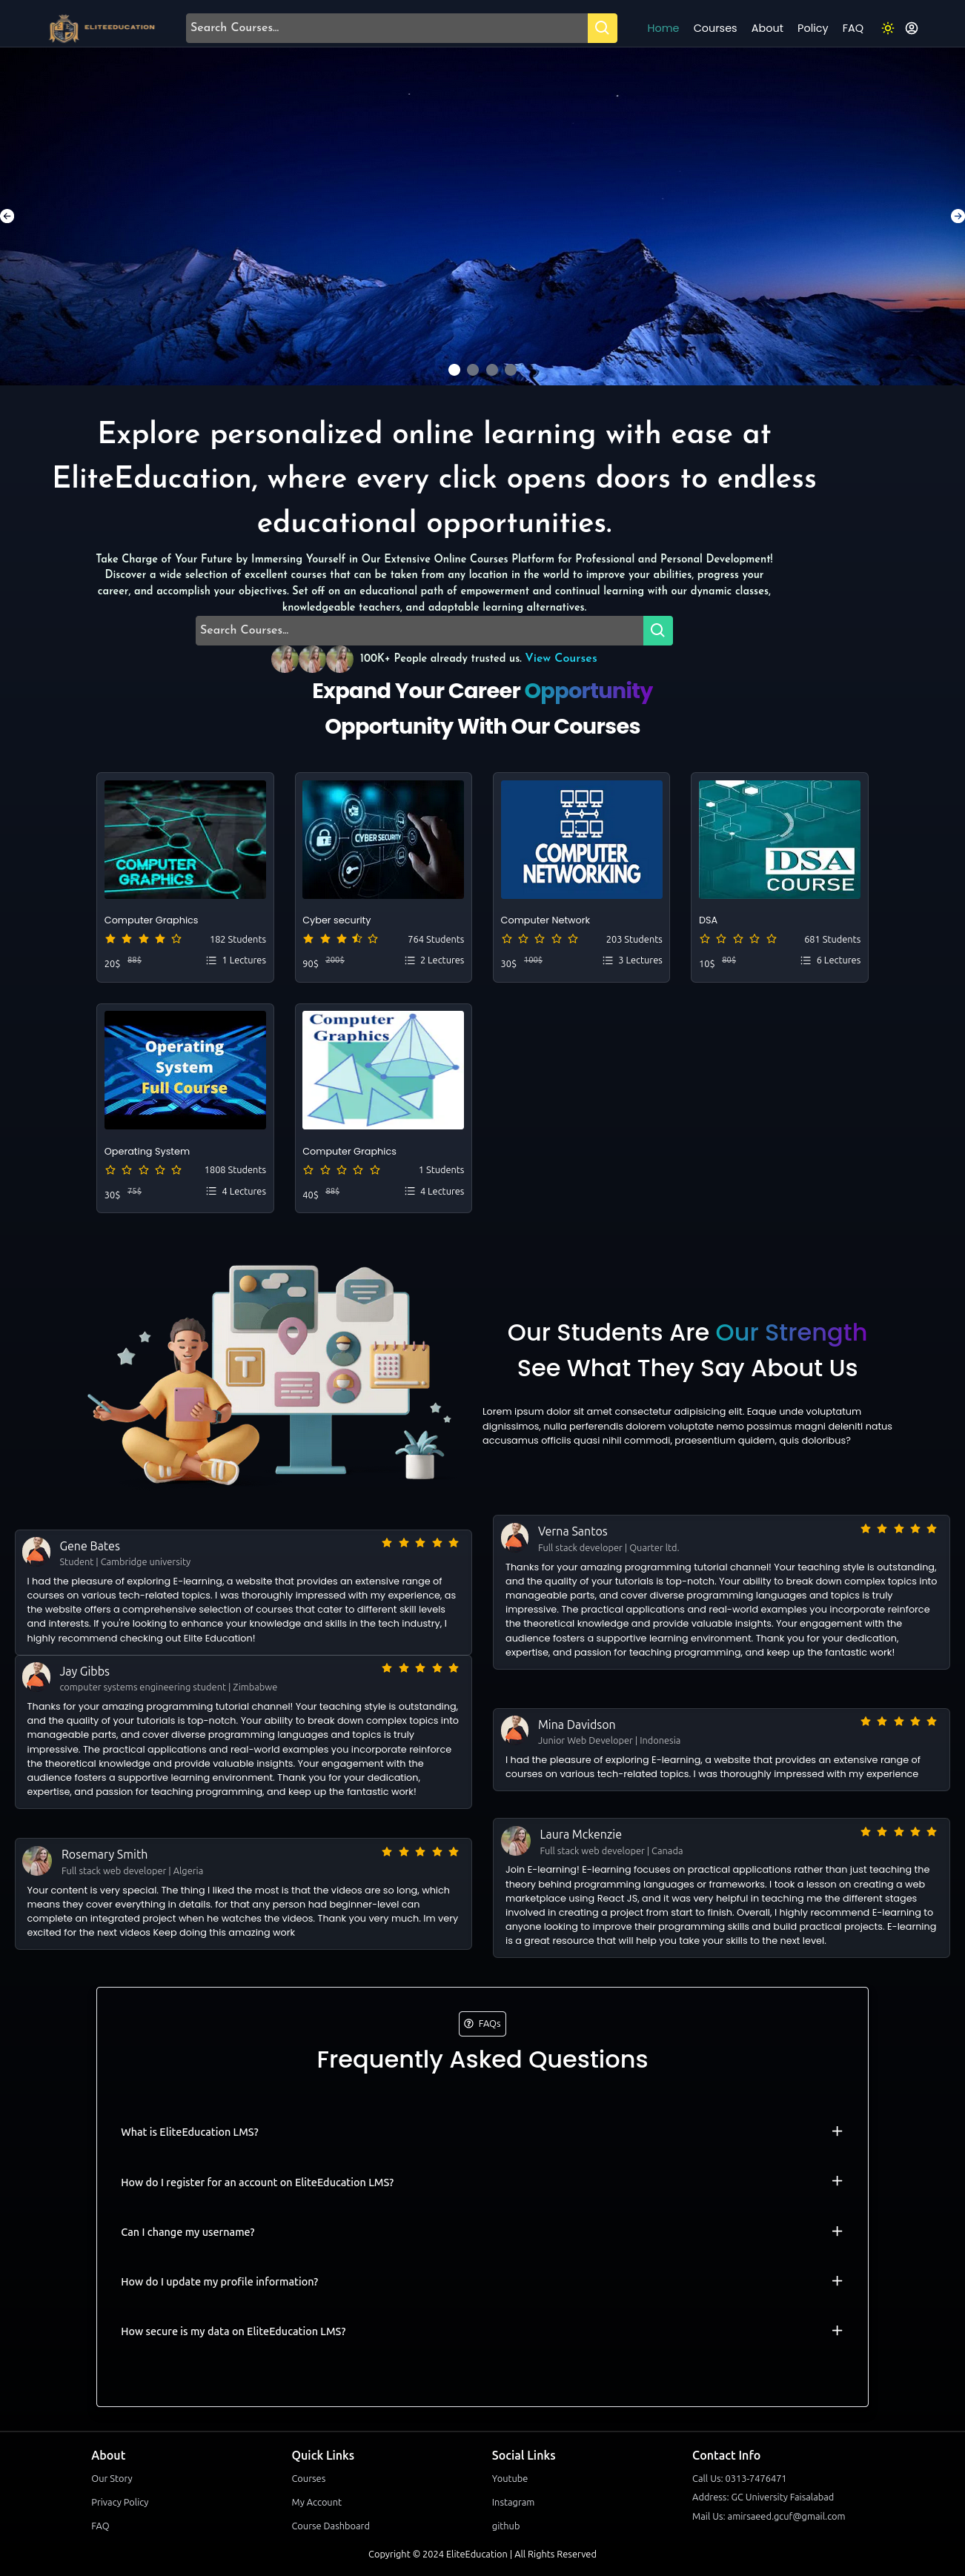 ELITEEDUCATION
Search Courses...
Home Courses About Policy FAQ
Explore personalized online learning with ease at
EliteEducation, where every click opens doors to endless
educational opportunities.
Take Charge of Your Future by Immersing Yourself in Our Extensive Online Courses Platform for Professional and Personal Development!
Discover a wide selection of excellent courses that can be taken from any location in the world to improve your abilities, progress your
career, and accomplish your objectives. Set off on an educational path of empowerment and continual learning with our dynamic classes,
knowledgeable teachers, and adaptable learning alternatives.
Search Courses...
100K+ People already trusted us. View Courses
Expand Your Career Opportunity
Opportunity With Our Courses
COMPUTER
GRAPHICS
Computer Graphics
182 Students
20$ 88$ 1 Lectures
CYBER SECURITY
Cyber security
764 Students
90$ 200$ 2 Lectures
COMPUTER
NETWORKING
Computer Network
203 Students
30$ 100$ 3 Lectures
DSA
COURSE
DSA
681 Students
10$ 80$ 6 Lectures
Operating
System
Full Course
Operating System
1808 Students
30$ 75$ 4 Lectures
Computer
Graphics
Computer Graphics
1 Students
40$ 88$ 4 Lectures
T
Our Students Are Our Strength
See What They Say About Us
Lorem ipsum dolor sit amet consectetur adipisicing elit. Eaque unde voluptatum
dignissimos, nulla perferendis dolorem voluptate nemo possimus magni deleniti natus
accusamus officiis quasi nihil commodi, praesentium quidem, quis doloribus?
Gene Bates
Student | Cambridge university
I had the pleasure of exploring E-learning, a website that provides an extensive range of
courses on various tech-related topics. I was thoroughly impressed with my experience, as
the website offers a comprehensive selection of courses that cater to different skill levels
and interests. If you're looking to enhance your knowledge and skills in the tech industry, I
highly recommend checking out Elite Education!
Jay Gibbs
computer systems engineering student | Zimbabwe
Thanks for your amazing programming tutorial channel! Your teaching style is outstanding,
and the quality of your tutorials is top-notch. Your ability to break down complex topics into
manageable parts, and cover diverse programming languages and topics is truly
impressive. The practical applications and real-world examples you incorporate reinforce
the theoretical knowledge and provide valuable insights. Your engagement with the
audience fosters a supportive learning environment. Thank you for your dedication,
expertise, and passion for teaching programming, and keep up the fantastic work!
Rosemary Smith
Full stack web developer | Algeria
Your content is very special. The thing I liked the most is that the videos are so long, which
means they cover everything in details. for that any person had beginner-level can
complete an integrated project when he watches the videos. Thank you very much. Im very
excited for the next videos Keep doing this amazing work
Verna Santos
Full stack developer | Quarter ltd.
Thanks for your amazing programming tutorial channel! Your teaching style is outstanding,
and the quality of your tutorials is top-notch. Your ability to break down complex topics into
manageable parts, and cover diverse programming languages and topics is truly
impressive. The practical applications and real-world examples you incorporate reinforce
the theoretical knowledge and provide valuable insights. Your engagement with the
audience fosters a supportive learning environment. Thank you for your dedication,
expertise, and passion for teaching programming, and keep up the fantastic work!
Mina Davidson
Junior Web Developer | Indonesia
I had the pleasure of exploring E-learning, a website that provides an extensive range of
courses on various tech-related topics. I was thoroughly impressed with my experience
Laura Mckenzie
Full stack web developer | Canada
Join E-learning! E-learning focuses on practical applications rather than just teaching the
theory behind programming languages or frameworks. I took a lesson on creating a web
marketplace using React JS, and it was very helpful in teaching me the different stages
involved in creating a project from start to finish. Overall, I highly recommend E-learning to
anyone looking to improve their programming skills and build practical projects. E-learning
is a great resource that will help you take your skills to the next level.
FAQs
Frequently Asked Questions
What is EliteEducation LMS?
How do I register for an account on EliteEducation LMS?
Can I change my username?
How do I update my profile information?
How secure is my data on EliteEducation LMS?
About
Our Story
Privacy Policy
FAQ
Quick Links
Courses
My Account
Course Dashboard
Social Links
Youtube
Instagram
github
Contact Info
Call Us: 0313-7476471
Address: GC University Faisalabad
Mail Us: amirsaeed.gcuf@gmail.com
Copyright © 2024 EliteEducation | All Rights Reserved